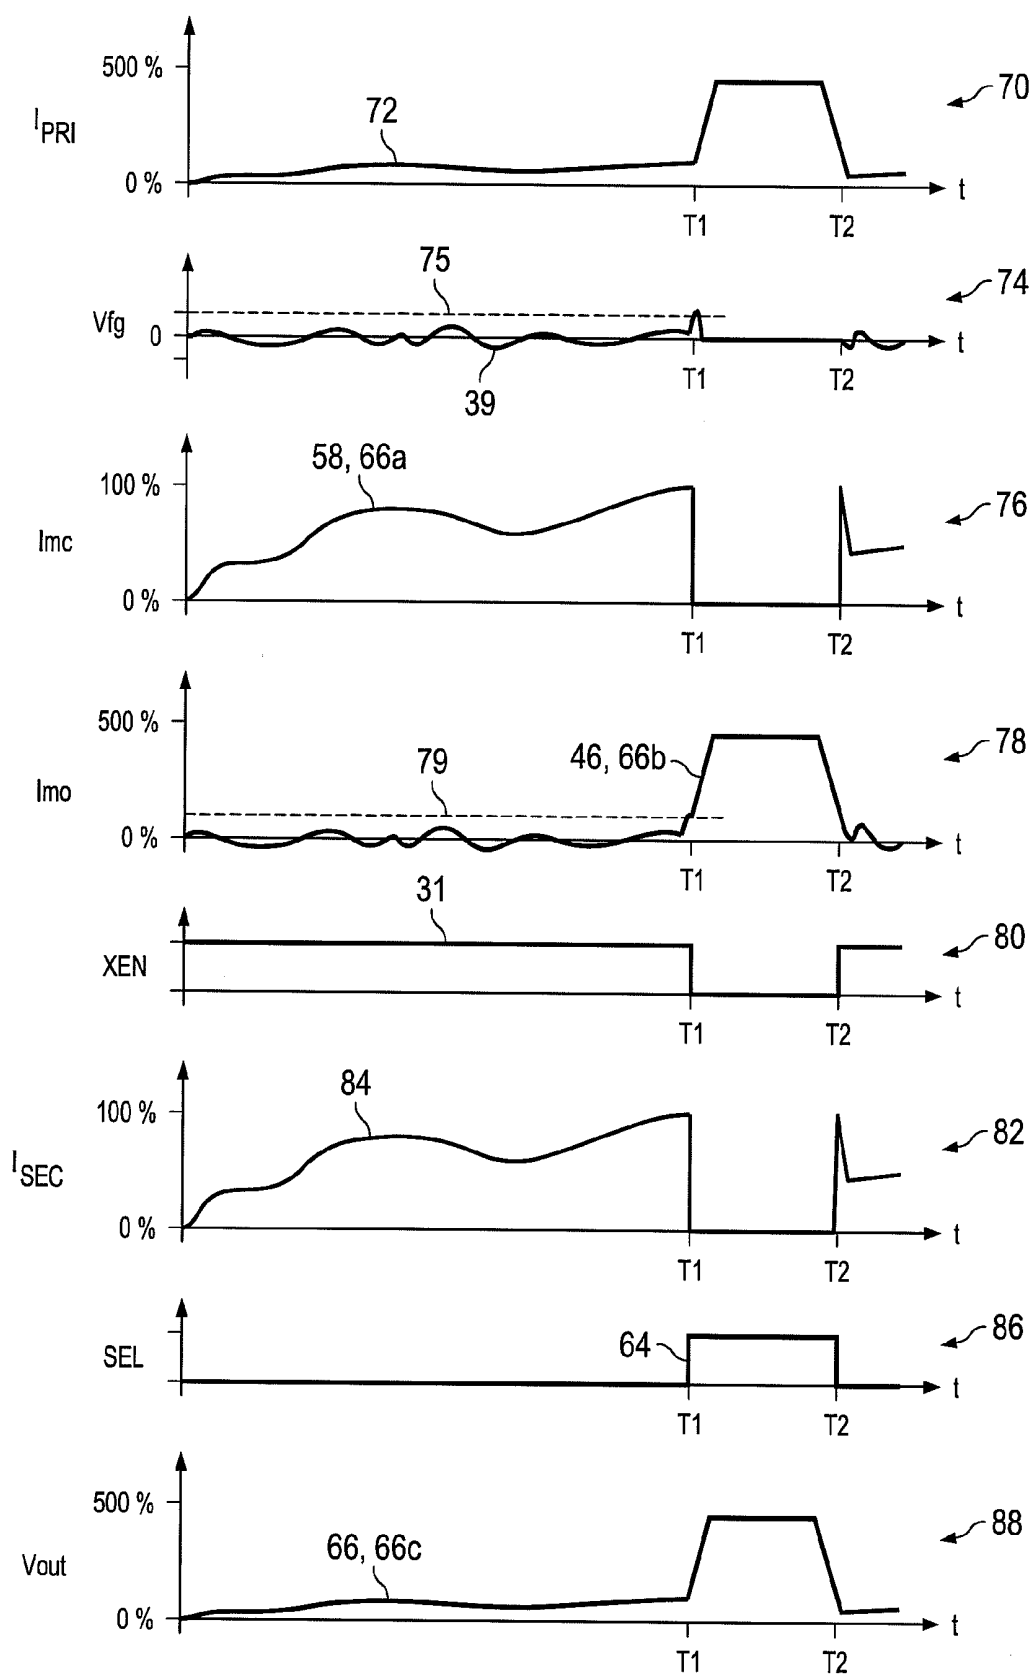 500 %
I PRI
72
70
0 %
t
T1
T2
75
74
Vfg
0
t
39
T1
T2
58, 66a
100 %
76
Imc
0 %
t
T1
T2
500 %
79
46, 66b
78
Imo
0 %
t
T1
T2
31
XEN
80
t
T1
T2
84
100 %
82
I SEC
0 %
t
T1
T2
SEL
64
86
t
T1
T2
500 %
66, 66c
88
Vout
0 %
t
T1
T2